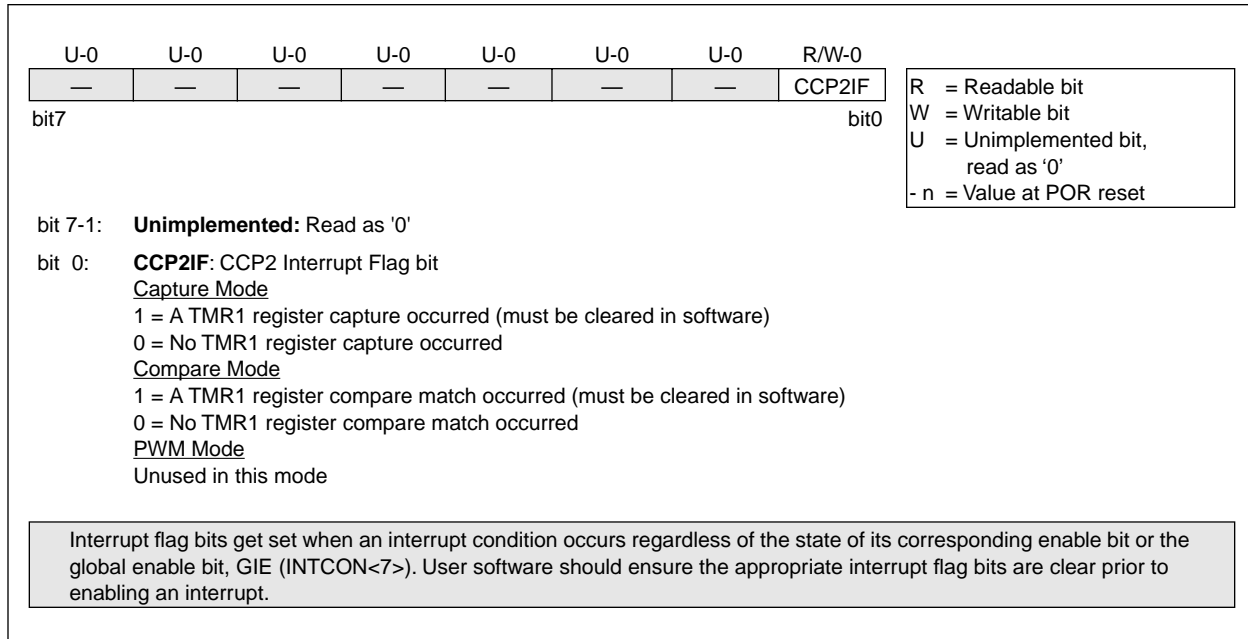 U-0 U-0 U-0 U-0 U-0 U-0 U-0 R/W-0
— — — — — — — CCP2IF
bit7 bit0
R = Readable bit
W = Writable bit
U = Unimplemented bit,
read as ‘0’
- n = Value at POR reset
bit 7-1: Unimplemented: Read as '0'
bit 0: CCP2IF: CCP2 Interrupt Flag bit
Capture Mode
1 = A TMR1 register capture occurred (must be cleared in software)
0 = No TMR1 register capture occurred
Compare Mode
1 = A TMR1 register compare match occurred (must be cleared in software)
0 = No TMR1 register compare match occurred
PWM Mode
Unused in this mode
Interrupt flag bits get set when an interrupt condition occurs regardless of the state of its corresponding enable bit or the
global enable bit, GIE (INTCON<7>). User software should ensure the appropriate interrupt flag bits are clear prior to
enabling an interrupt.